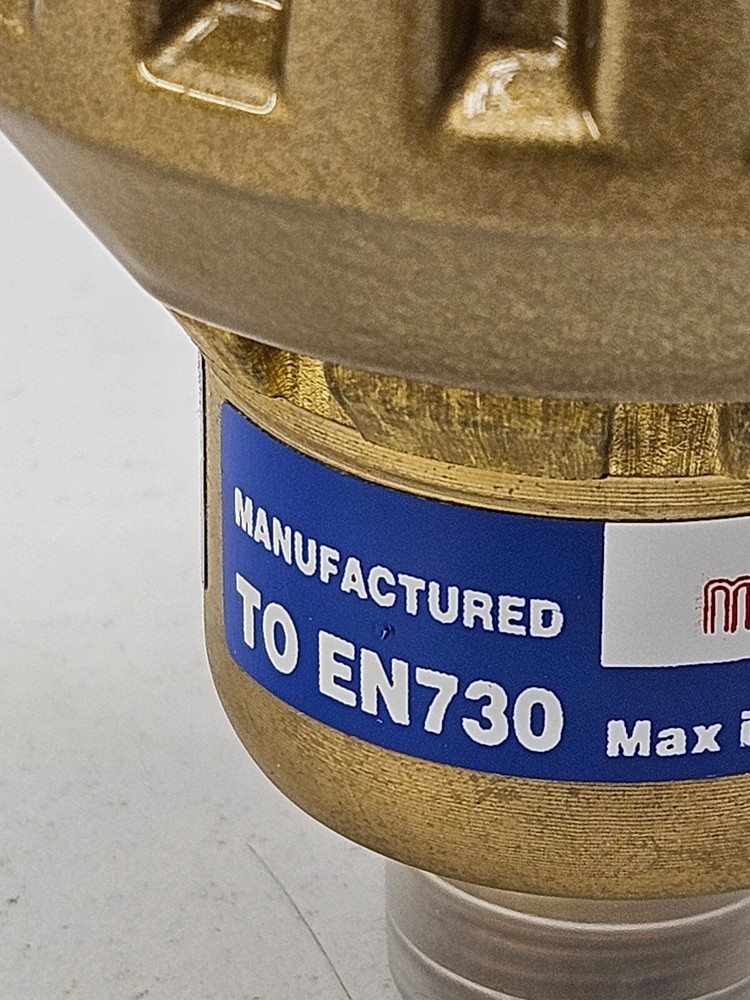 MANUFACTURED
TO EN730
Max